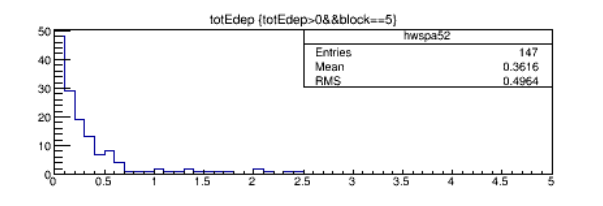 totEdep {totEdep>0&&block==5}
hwspa52
Entries 147
Mean 0.3616
RMS 0.4964
50
40
30
20
10
0
0 0.5 1 1.5 2 2.5 3 3.5 4 4.5 5